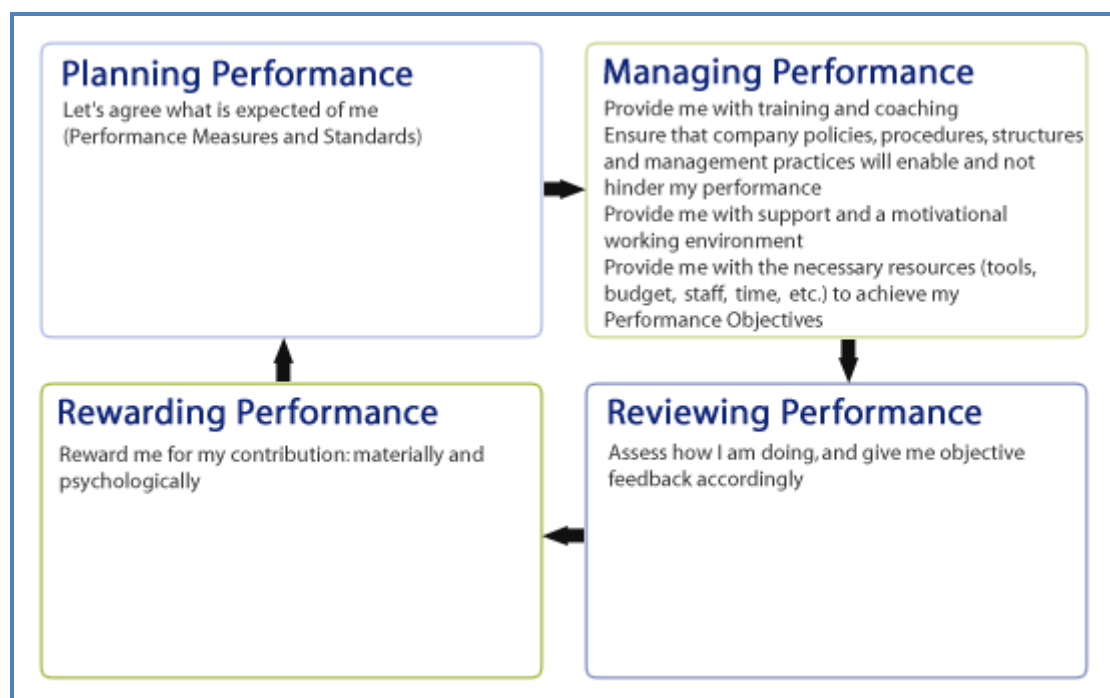 Planning Performance
Let's agree what is expected of me
(Performance Measures and Standards)
Managing Performance
Provide me with training and coaching
Ensure that company policies, procedures, structures
and management practices will enable and not
hinder my performance
Provide me with support and a motivational
working environment
Provide me with the necessary resources (tools,
budget, staff, time, etc.) to achieve my
Performance Objectives
Rewarding Performance
Reward me for my contribution: materially and
psychologically
Reviewing Performance
Assess how I am doing, and give me objective
feedback accordingly